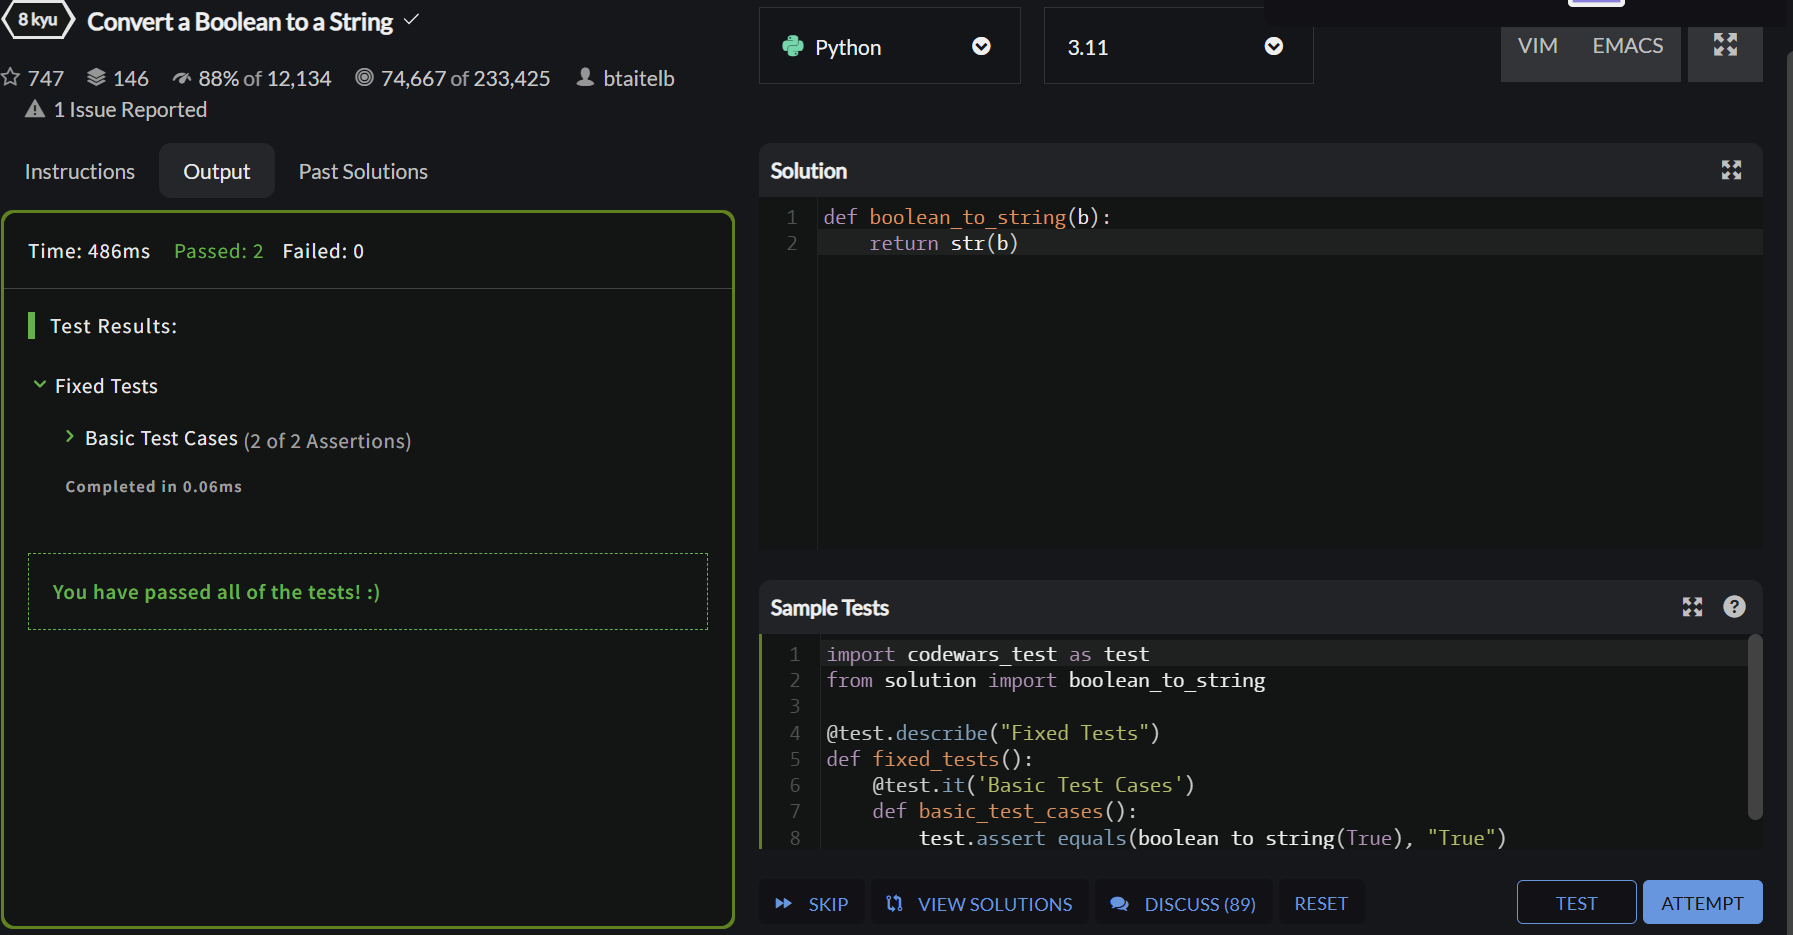 8 kyu Convert a Boolean to a String
747 146 88% of 12,134 74,667 of 233,425 btaitelb
1 Issue Reported
Instructions Output Past Solutions
Time: 486ms Passed: 2 Failed: 0
Test Results:
Fixed Tests
Basic Test Cases (2 of 2 Assertions)
Completed in 0.06ms
You have passed all of the tests! :)
Python 3.11 VIM EMACS
Solution
1 def boolean_to_string(b):
2     return str(b)
Sample Tests
1 import codewars_test as test
2 from solution import boolean_to_string
3
4 @test.describe("Fixed Tests")
5 def fixed_tests():
6     @test.it('Basic Test Cases')
7     def basic_test_cases():
8         test.assert_equals(boolean_to_string(True), "True")
SKIP VIEW SOLUTIONS DISCUSS (89) RESET TEST ATTEMPT